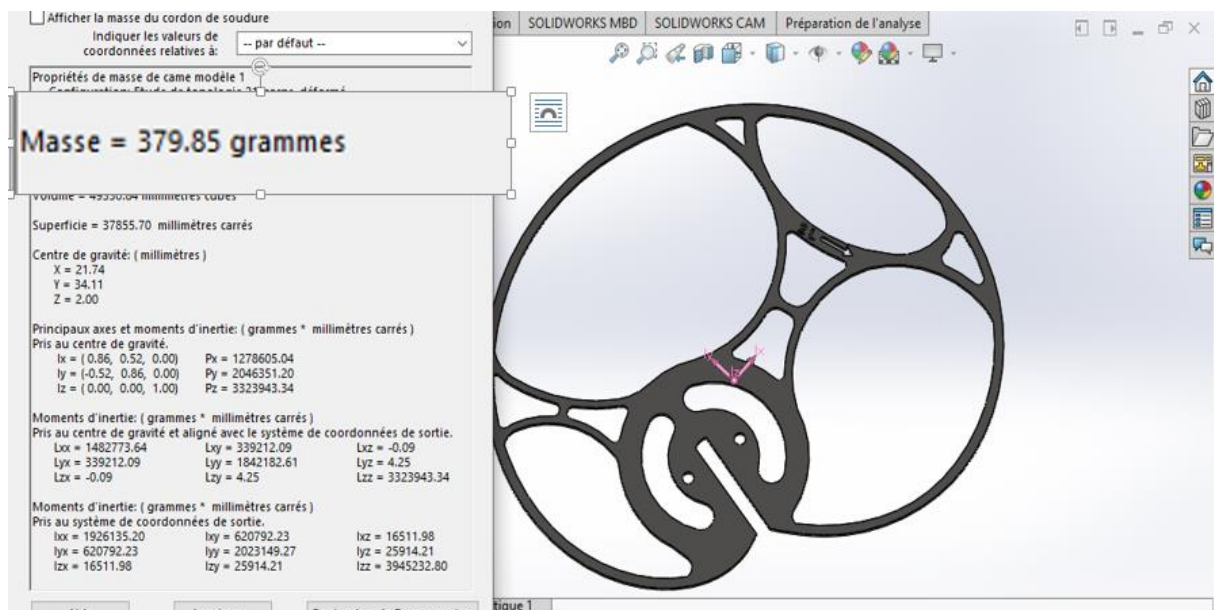 Afficher la masse du cordon de soudure
Indiquer les valeurs de
coordonnées relatives à:
-- par défaut --
Propriétés de masse de came modèle 1
Masse = 379.85 grammes
Superficie = 37855.70 millimètres carrés
Centre de gravité: ( millimètres )
X = 21.74
Y = 34.11
Z = 2.00
Principaux axes et moments d'inertie: ( grammes * millimètres carrés )
Pris au centre de gravité.
Ix = ( 0.86, 0.52, 0.00) Px = 1278605.04
Iy = (-0.52, 0.86, 0.00) Py = 2046351.20
Iz = ( 0.00, 0.00, 1.00) Pz = 3323943.34
Moments d'inertie: ( grammes * millimètres carrés )
Pris au centre de gravité et aligné avec le système de coordonnées de sortie.
Lxx = 1482773.64 Lxy = 339212.09 Lxz = -0.09
Lyx = 339212.09 Lyy = 1842182.61 Lyz = 4.25
Lzx = -0.09 Lzy = 4.25 Lzz = 3323943.34
Moments d'inertie: ( grammes * millimètres carrés )
Pris au système de coordonnées de sortie.
Ixx = 1926135.20 Ixy = 620792.23 Ixz = 16511.98
Iyx = 620792.23 Iyy = 2023149.27 Iyz = 25914.21
Izx = 16511.98 Izy = 25914.21 Izz = 3945232.80
ion SOLIDWORKS MBD SOLIDWORKS CAM Préparation de l'analyse
Ix
Iz
tique 1